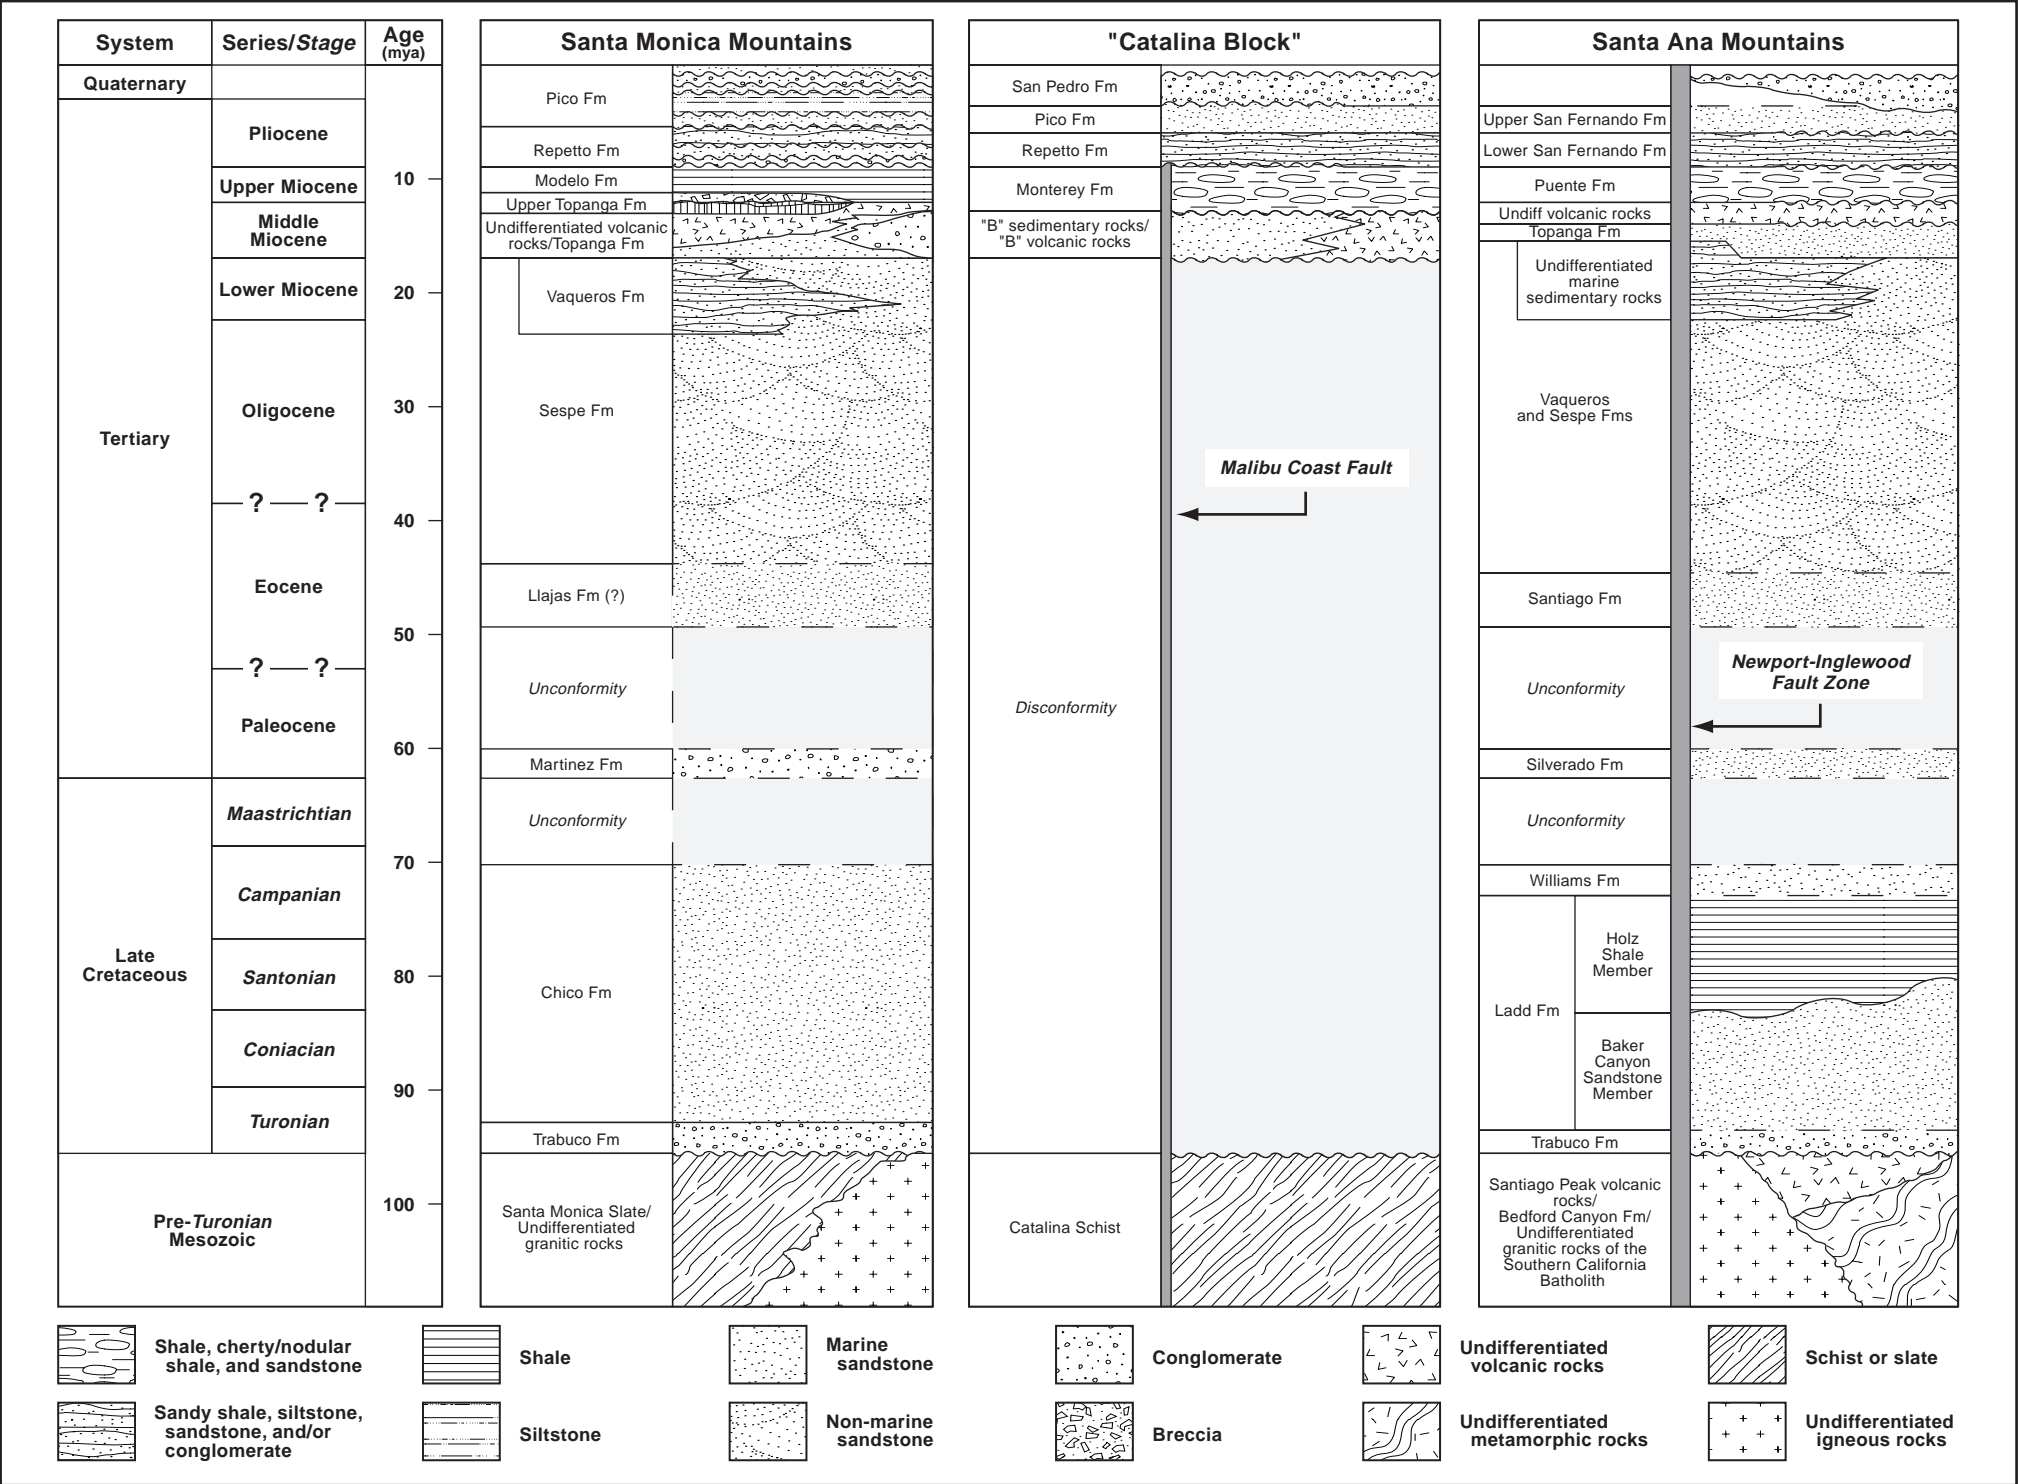 System
Series/Stage
Age
(mya)
Quaternary
Tertiary
Late
Cretaceous
Pre-Turonian
Mesozoic
Pliocene
Upper Miocene
Middle
Miocene
Lower Miocene
Oligocene
? ?
Eocene
? ?
Paleocene
Maastrichtian
Campanian
Santonian
Coniacian
Turonian
10
20
30
40
50
60
70
80
90
100
Santa Monica Mountains
Pico Fm
Repetto Fm
Modelo Fm
Upper Topanga Fm
Undifferentiated volcanic
rocks/Topanga Fm
Vaqueros Fm
Sespe Fm
Llajas Fm (?)
Unconformity
Martinez Fm
Unconformity
Chico Fm
Trabuco Fm
Santa Monica Slate/
Undifferentiated
granitic rocks
"Catalina Block"
San Pedro Fm
Pico Fm
Repetto Fm
Monterey Fm
"B" sedimentary rocks/
"B" volcanic rocks
Malibu Coast Fault
Disconformity
Catalina Schist
Santa Ana Mountains
Upper San Fernando Fm
Lower San Fernando Fm
Puente Fm
Undiff volcanic rocks
Topanga Fm
Undifferentiated
marine
sedimentary rocks
Vaqueros
and Sespe Fms
Santiago Fm
Unconformity
Newport-Inglewood
Fault Zone
Silverado Fm
Unconformity
Williams Fm
Ladd Fm
Holz
Shale
Member
Baker
Canyon
Sandstone
Member
Trabuco Fm
Santiago Peak volcanic
rocks/
Bedford Canyon Fm/
Undifferentiated
granitic rocks of the
Southern California
Batholith
Shale, cherty/nodular
shale, and sandstone
Shale
Marine
sandstone
Conglomerate
Undifferentiated
volcanic rocks
Schist or slate
Sandy shale, siltstone,
sandstone, and/or
conglomerate
Siltstone
Non-marine
sandstone
Breccia
Undifferentiated
metamorphic rocks
Undifferentiated
igneous rocks